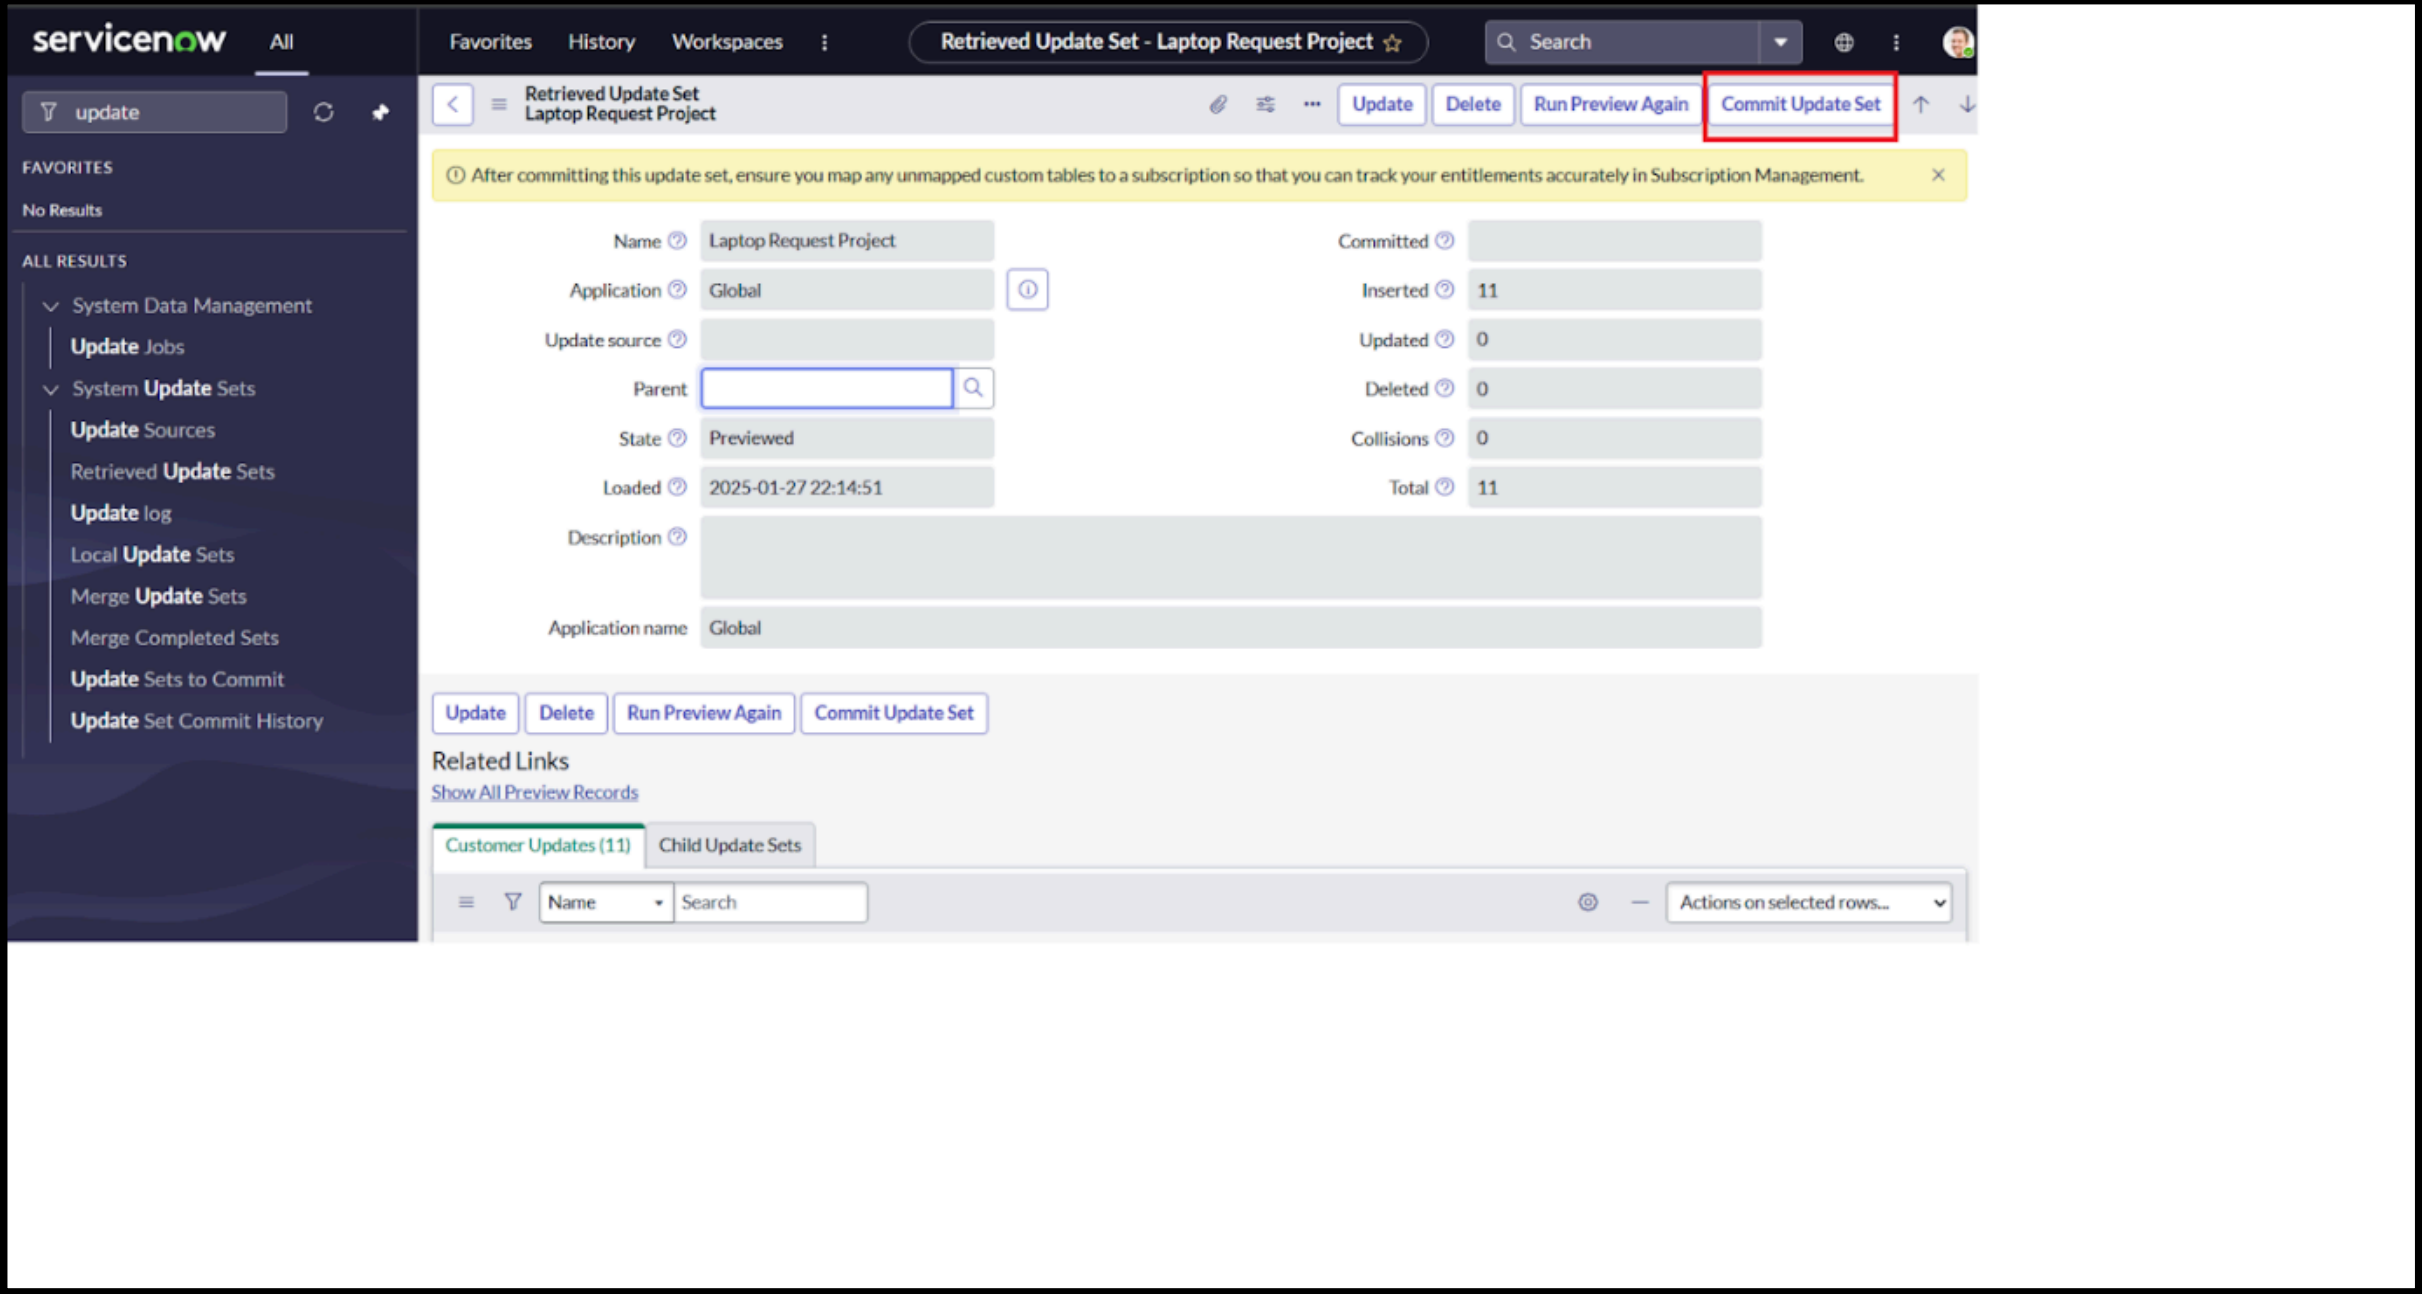 servicenow All Favorites History Workspaces Retrieved Update Set - Laptop Request Project Search
update
FAVORITES
No Results
ALL RESULTS
System Data Management
Update Jobs
System Update Sets
Update Sources
Retrieved Update Sets
Update log
Local Update Sets
Merge Update Sets
Merge Completed Sets
Update Sets to Commit
Update Set Commit History
Retrieved Update Set
Laptop Request Project
Update Delete Run Preview Again Commit Update Set
After committing this update set, ensure you map any unmapped custom tables to a subscription so that you can track your entitlements accurately in Subscription Management.
Name Laptop Request Project
Application Global
Update source
Parent
State Previewed
Loaded 2025-01-27 22:14:51
Committed
Inserted 11
Updated 0
Deleted 0
Collisions 0
Total 11
Description
Application name Global
Update Delete Run Preview Again Commit Update Set
Related Links
Show All Preview Records
Customer Updates (11) Child Update Sets
Name Search Actions on selected rows...